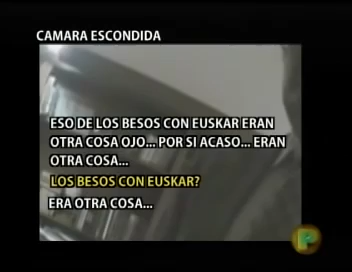 CAMARA ESCONDIDA
ESO DE LOS BESOS CON EUSKAR ERAN
OTRA COSA OJO... POR SI ACASO... ERAN
OTRA COSA...
LOS BESOS CON EUSKAR?
ERA OTRA COSA...
P